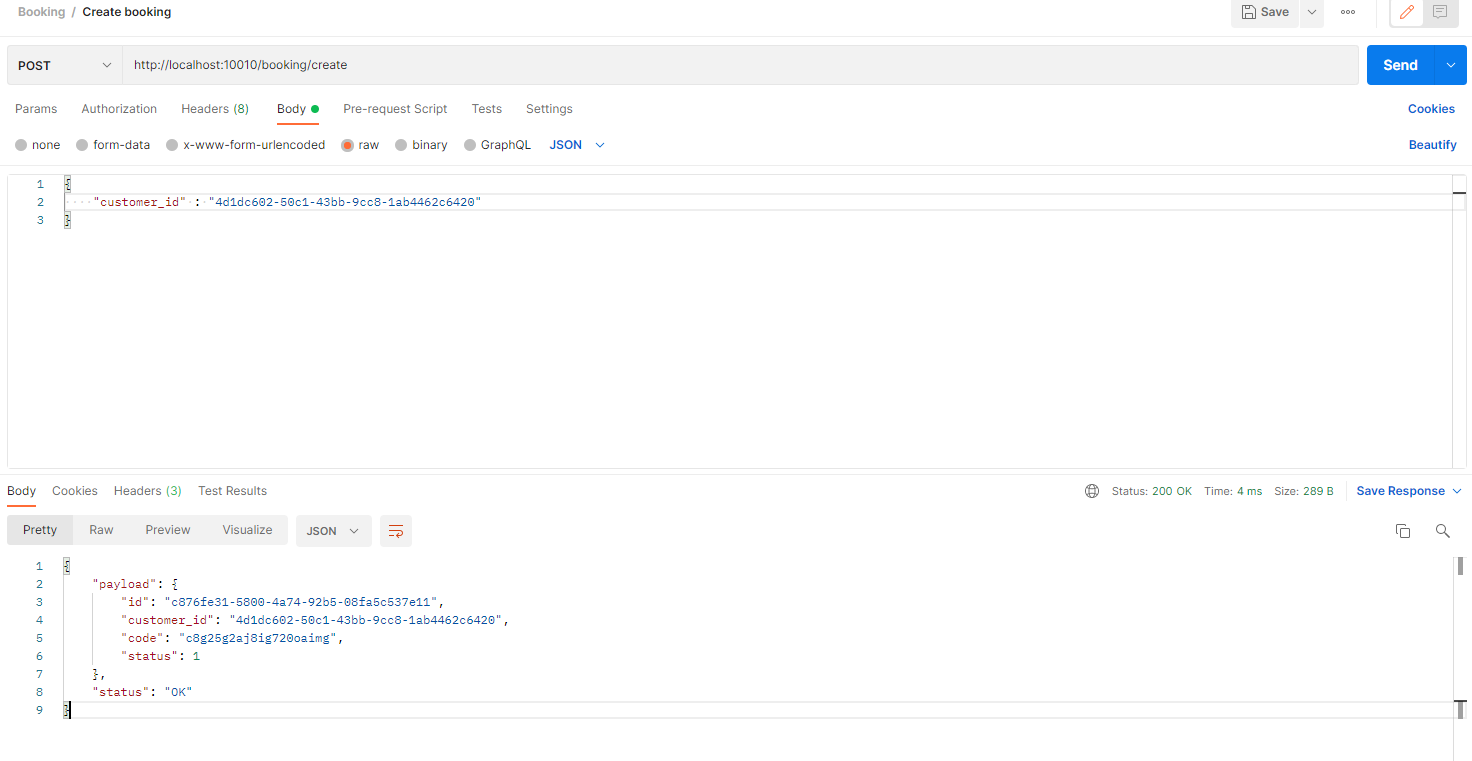 Booking / Create booking
Save
POST
http://localhost:10010/booking/create
Send
Params Authorization Headers (8) Body Pre-request Script Tests Settings Cookies
none form-data x-www-form-urlencoded raw binary GraphQL JSON Beautify
1 {
2 "customer_id" : "4d1dc602-50c1-43bb-9cc8-1ab4462c6420"
3 }
Body Cookies Headers (3) Test Results Status: 200 OK Time: 4 ms Size: 289 B Save Response
Pretty Raw Preview Visualize JSON
1 {
2 "payload": {
3 "id": "c876fe31-5800-4a74-92b5-08fa5c537e11",
4 "customer_id": "4d1dc602-50c1-43bb-9cc8-1ab4462c6420",
5 "code": "c8g25g2aj8ig720oaimg",
6 "status": 1
7 },
8 "status": "OK"
9 }